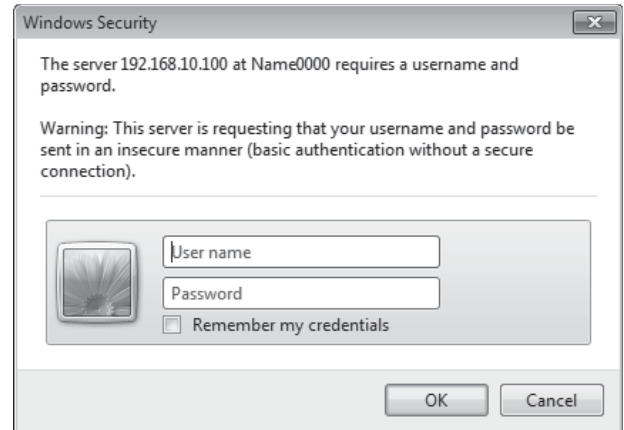 Windows Security
The server 192.168.10.100 at Name0000 requires a username and
password.
Warning: This server is requesting that your username and password be
sent in an insecure manner (basic authentication without a secure
connection).
User name
Password
Remember my credentials
OK
Cancel